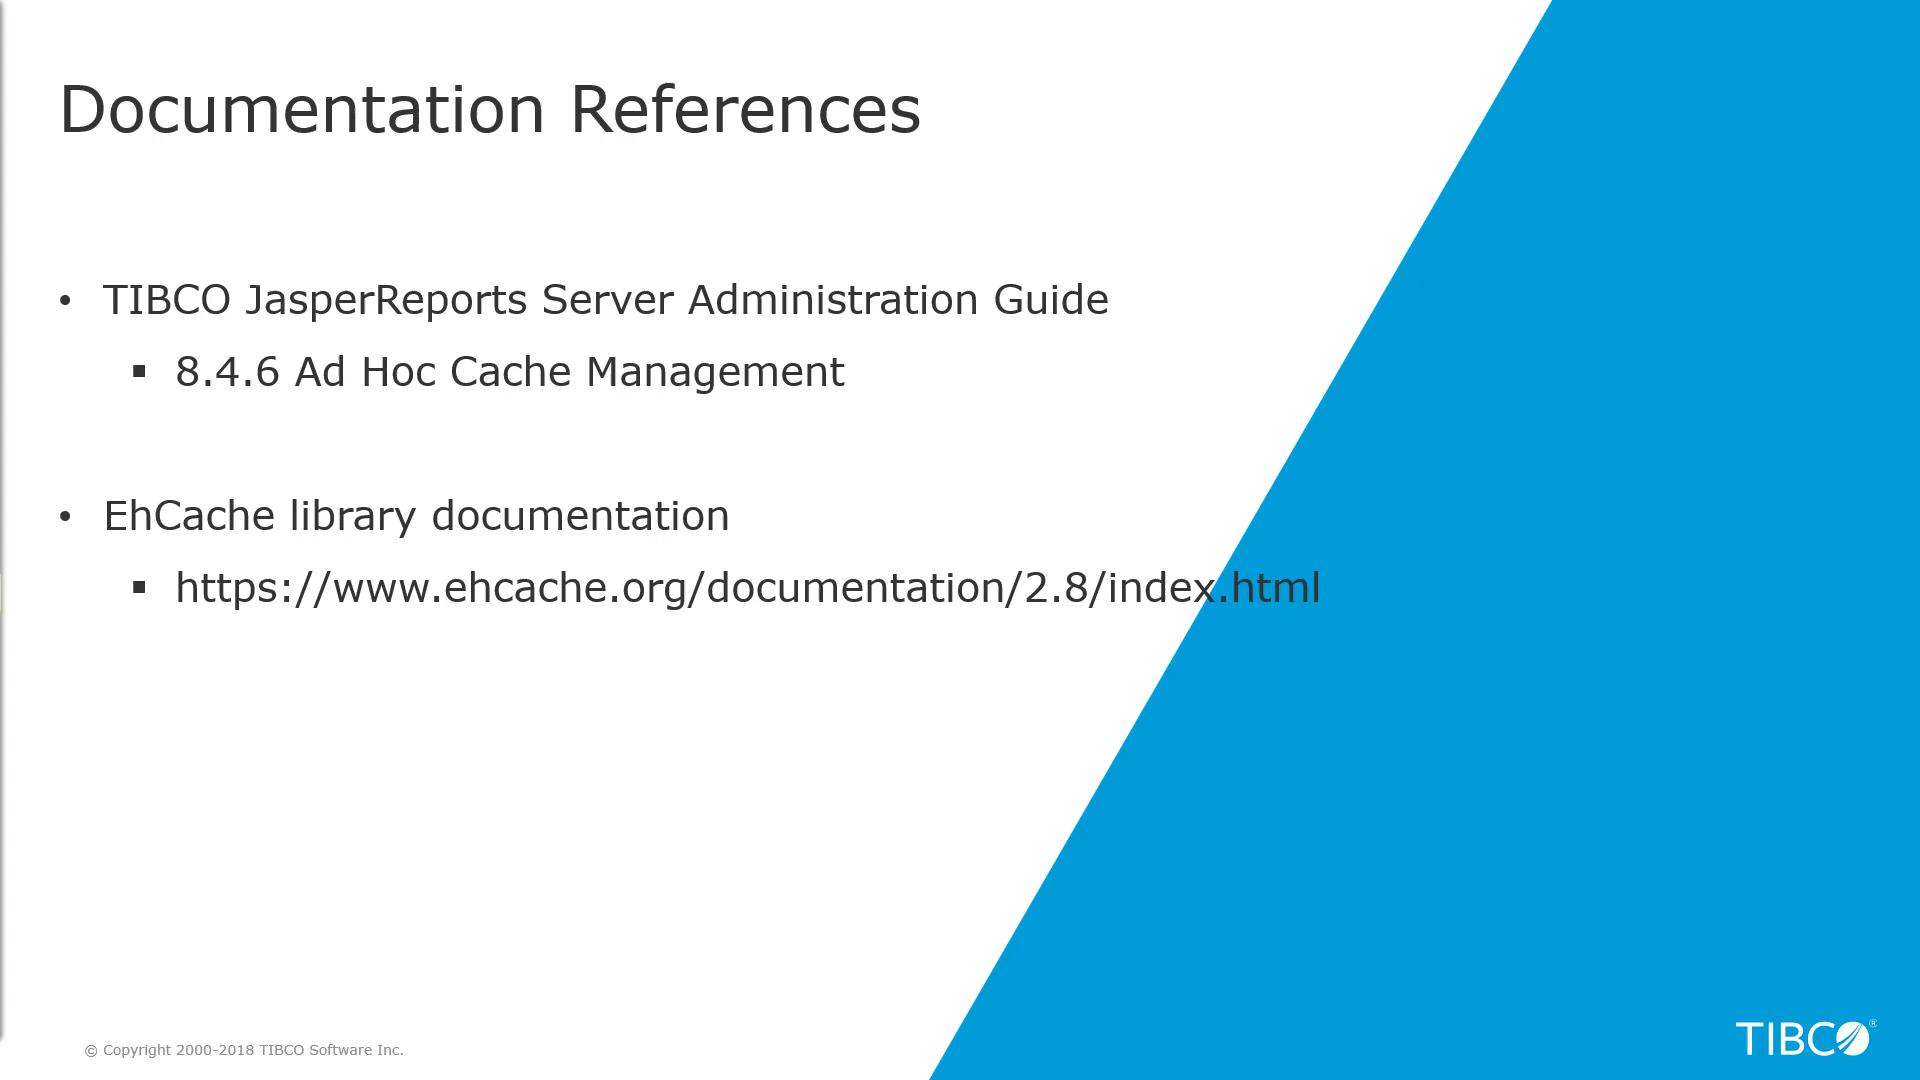 Documentation References
• TIBCO JasperReports Server Administration Guide
▪ 8.4.6 Ad Hoc Cache Management
• EhCache library documentation
▪ https://www.ehcache.org/documentation/2.8/index.html
© Copyright 2000-2018 TIBCO Software Inc.
TIBCO®